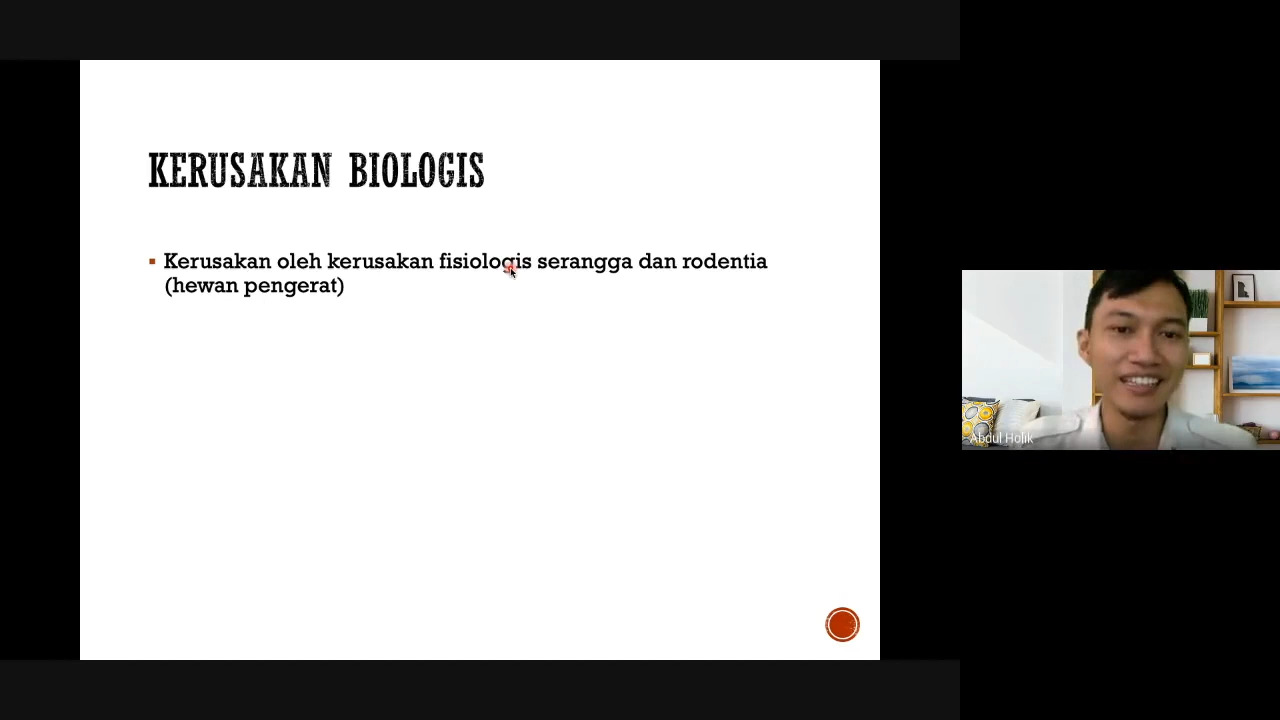 KERUSAKAN BIOLOGIS
▪ Kerusakan oleh kerusakan fisiologis serangga dan rodentia
(hewan pengerat)
Abdul Holik